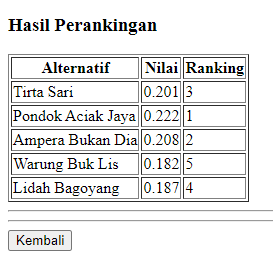 Hasil Perankingan
Alternatif Nilai Ranking
Tirta Sari 0.201 3
Pondok Aciak Jaya 0.222 1
Ampera Bukan Dia 0.208 2
Warung Buk Lis 0.182 5
Lidah Bagoyang 0.187 4
Kembali